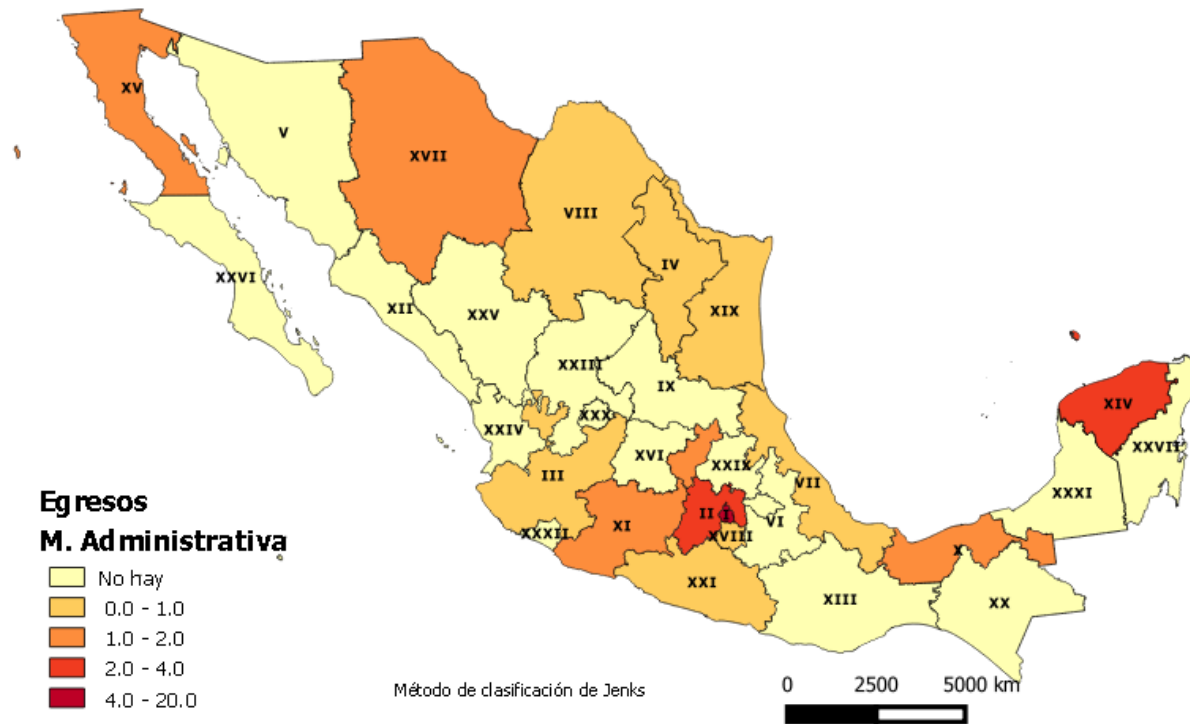 XV
V
XVII
VIII
IV
XXVI
XII
XIX
XXV
XXIII
IX
XXX
XXIV
XIV
XXVII
XVI
XXIX
III
VII
XXXI
II
I
VI
XI
XXXII
XVIII
X
XXI
XIII
XX
Egresos
M. Administrativa
No hay
0.0 - 1.0
1.0 - 2.0
2.0 - 4.0
4.0 - 20.0
Método de clasificación de Jenks
0 2500 5000 km